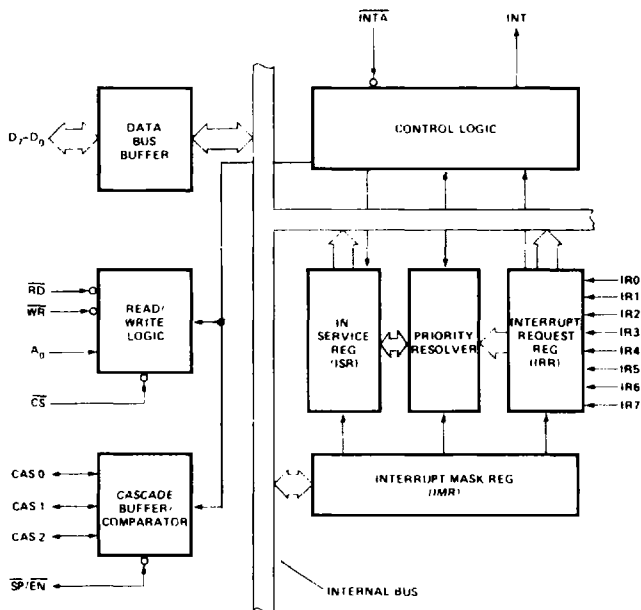 INTA INT
DATA
BUS
BUFFER
D7-D0
CONTROL LOGIC
RD
WR
A0
CS
READ/
WRITE
LOGIC
IN
SERVICE
REG
(ISR)
PRIORITY
RESOLVER
INTERRUPT
REQUEST
REG
(IRR)
IR0
IR1
IR2
IR3
IR4
IR5
IR6
IR7
CAS 0
CAS 1
CAS 2
SP/EN
CASCADE
BUFFER/
COMPARATOR
INTERRUPT MASK REG
(IMR)
INTERNAL BUS